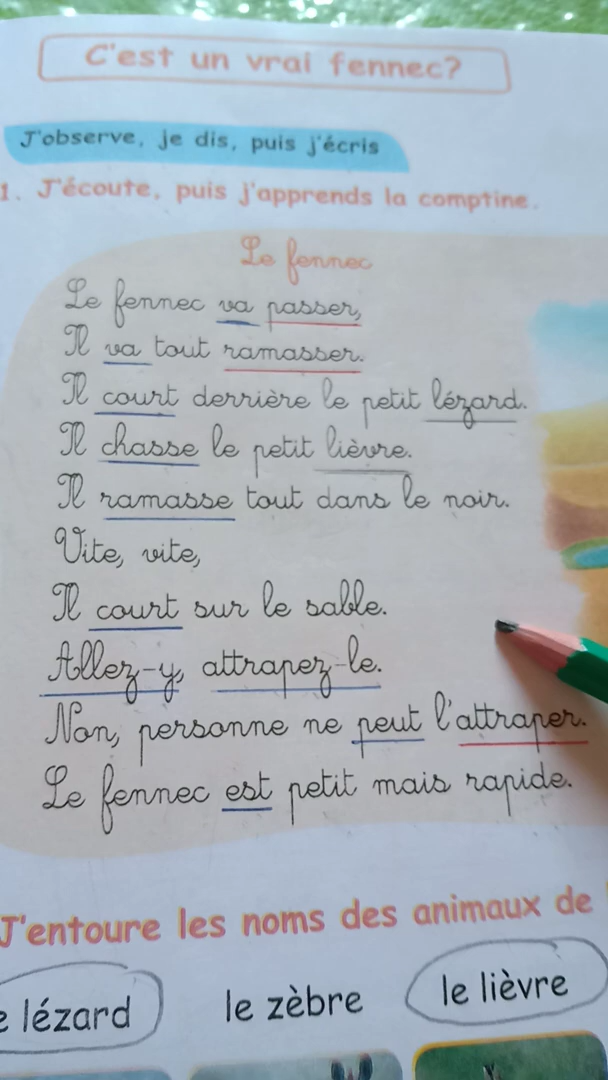 C'est un vrai fennec?
J'observe, je dis, puis j'écris
1. J'écoute, puis j'apprends la comptine.
Le fennec
Le fennec va passer,
Il va tout ramasser.
Il court derrière le petit lézard.
Il chasse le petit lièvre.
Il ramasse tout dans le noir.
Vite, vite,
Il court sur le sable.
Allez-y, attrapez-le.
Non, personne ne peut l'attraper.
Le fennec est petit mais rapide.
J'entoure les noms des animaux de
lézard le zèbre le lièvre